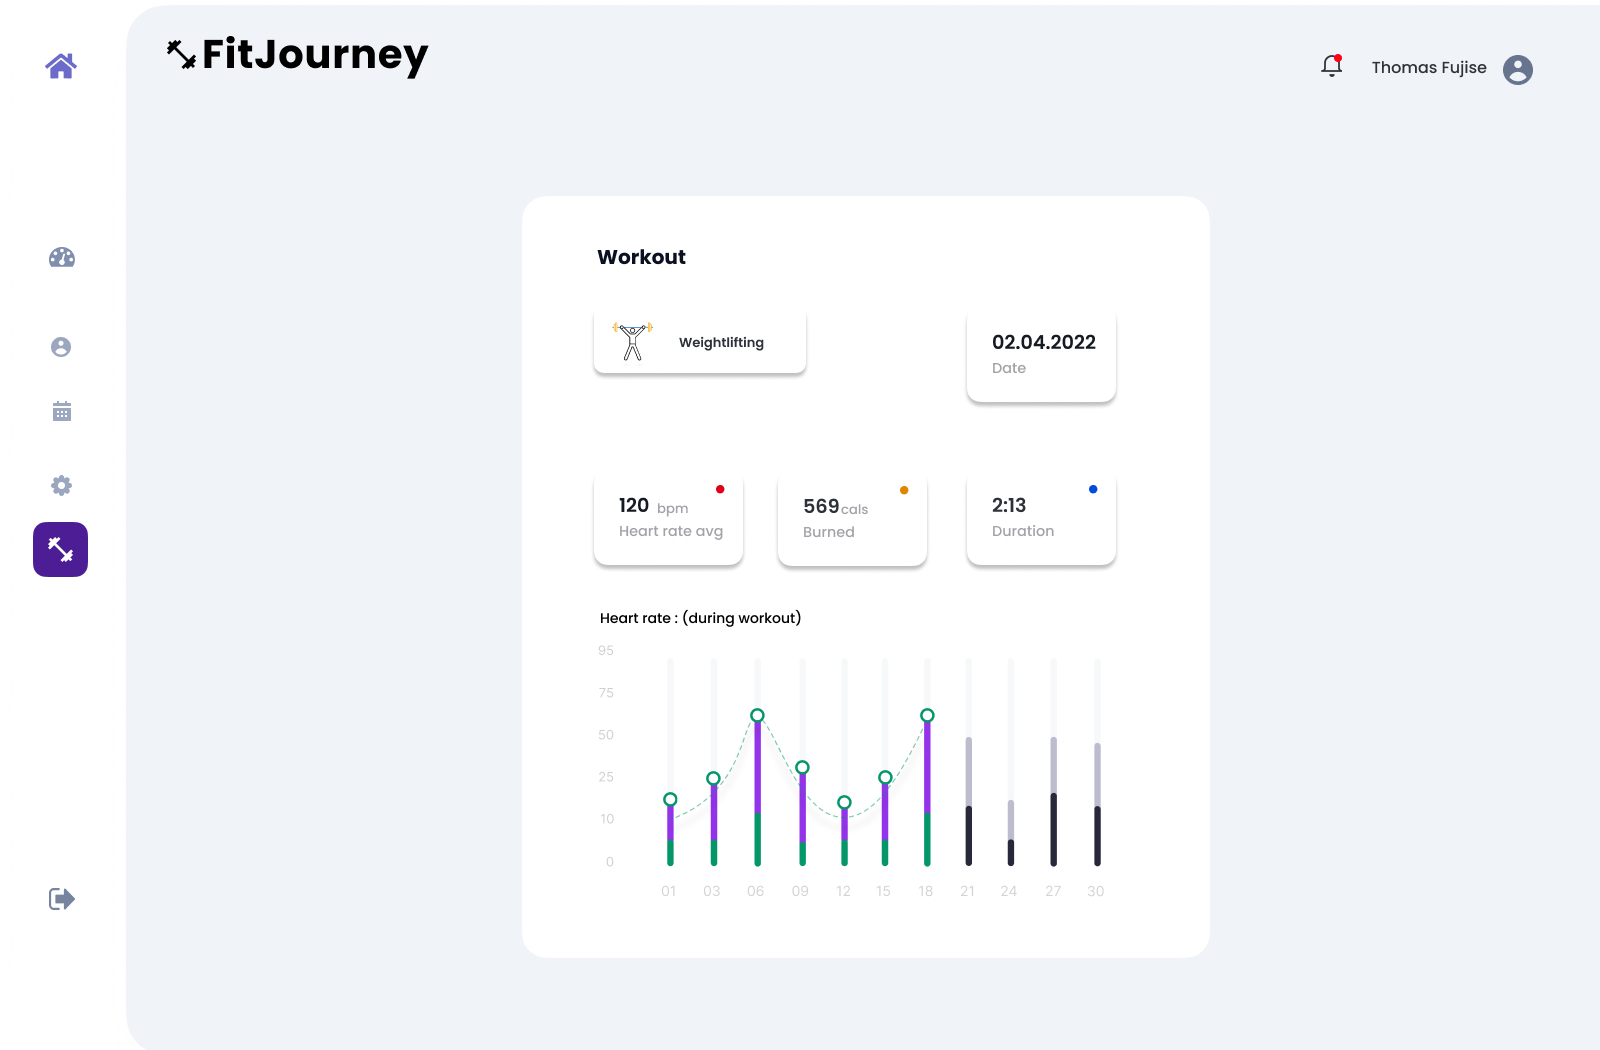 FitJourney
Thomas Fujise
Workout
Weightlifting
02.04.2022
Date
120 bpm
Heart rate avg
569 cals
Burned
2:13
Duration
Heart rate : (during workout)
95
75
50
25
10
0
01 03 06 09 12 15 18 21 24 27 30